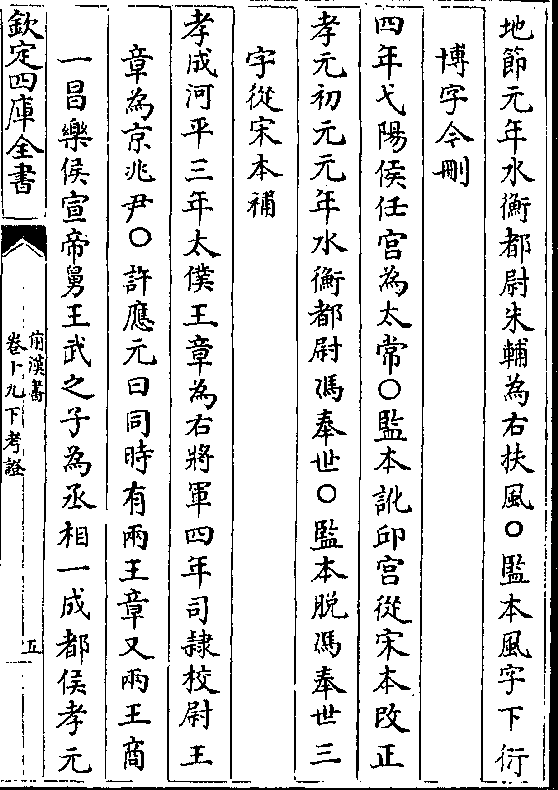 地節元年水衡都尉朱輔為右扶風○監本風字下衍
博字今刪
四年弋陽侯任宮為太常○監本訛邱宮從宋本改正
孝元初元元年水衡都尉馮奉世○監本脫馮奉世三
字從宋本補
孝成河平三年太僕王章為右將軍四年司隷校尉王
章為京兆尹○許應元曰同時有兩王章又兩王商
一昌樂侯宣帝舅王武之子為丞相一成都侯孝元
欽定四庫全書
前漢書
卷十九下考證
五